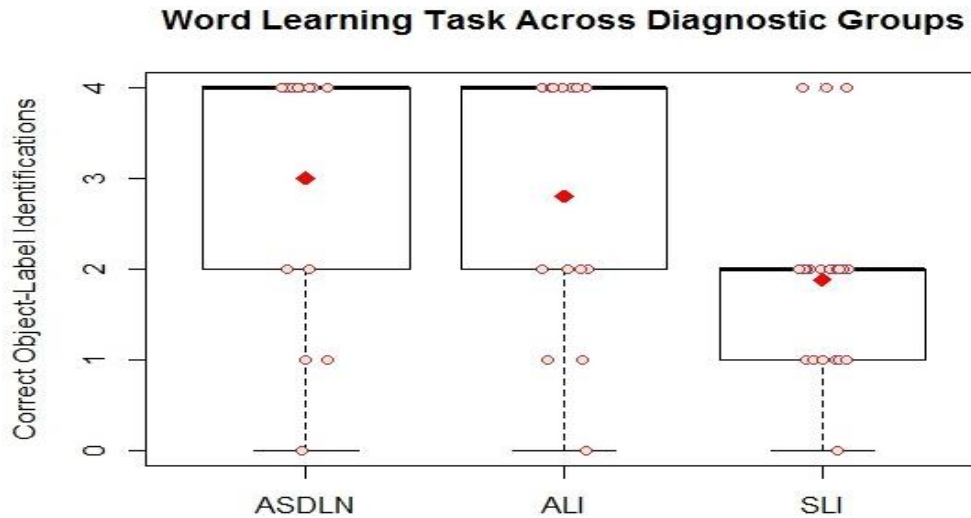 Word Learning Task Across Diagnostic Groups
Correct Object-Label Identifications
4
3
2
1
0
ASDLN ALI SLI